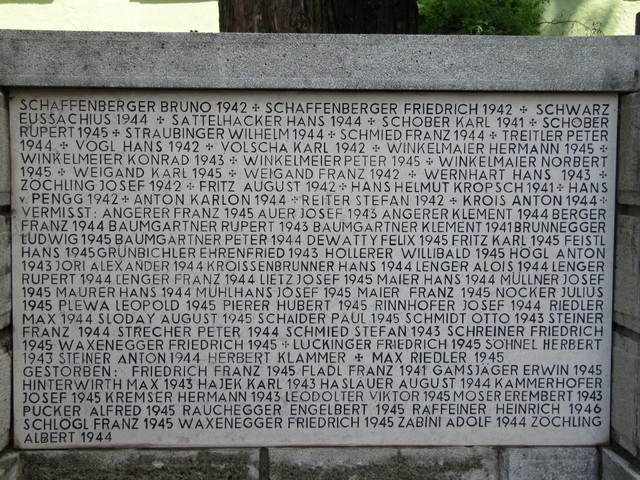 SCHAFFENBERGER BRUNO 1942 ✢ SCHAFFENBERGER FRIEDRICH 1942 ✢ SCHWARZ
EUSSACHIUS 1944 ✢ SATTELHACKER HANS 1944 ✢ SCHOBER KARL 1941 ✢ SCHOBER
RUPERT 1945 ✢ STRAUBINGER WILHELM 1944 ✢ SCHMIED FRANZ 1944 ✢ TREITLER PETER
1944 ✢ VOGL HANS 1942 ✢ VOLSCHA KARL 1942 ✢ WINKELMAIER HERMANN 1945 ✢
WINKELMEIER KONRAD 1943 ✢ WINKELMEIER PETER 1945 ✢ WINKELMAIER NORBERT
1945 ✢ WEIGAND KARL 1945 ✢ WEIGAND FRANZ 1942 ✢ WERNHART HANS 1943 ✢
ZÖCHLING JOSEF 1942 ✢ FRITZ AUGUST 1942 ✢ HANS HELMUT KROPSCH 1941 ✢ HANS
v. PENGG 1942 ✢ ANTON KARLON 1944 ✢ REITER STEFAN 1942 ✢ KROIS ANTON 1944 ✢
VERMISST: ANGERER FRANZ 1945 AUER JOSEF 1943 ANGERER KLEMENT 1944 BERGER
FRANZ 1944 BAUMGARTNER RUPERT 1943 BAUMGARTNER KLEMENT 1941 BRUNNEGGER
LUDWIG 1945 BAUMGARTNER PETER 1944 DEWATTY FELIX 1945 FRITZ KARL 1945 FEISTL
HANS 1945 GRÜNBICHLER EHRENFRIED 1943 HOLLERER WILLIBALD 1945 HÖGL ANTON
1943 JORI ALEXANDER 1944 KROISSENBRUNNER HANS 1944 LENGER ALOIS 1944 LENGER
RUPERT 1944 LENGER FRANZ 1944 LIETZ JOSEF 1945 MAIER HANS 1944 MÜLLNER JOSEF
1945 MAURER HANS 1944 MÜHLHANS JOSEF 1945 MAIER FRANZ 1945 NOCKER JULIUS
1945 PLEWA LEOPOLD 1945 PIERER HUBERT 1945 RINNHOFER JOSEF 1944 RIEDLER
MAX 1944 SLODAY AUGUST 1945 SCHAIDER PAUL 1945 SCHMIDT OTTO 1943 STEINER
FRANZ 1944 STRECHER PETER 1944 SCHMIED STEFAN 1943 SCHREINER FRIEDRICH
1945 WAXENEGGER FRIEDRICH 1945 ✢ LUCKINGER FRIEDRICH 1945 SÖHNEL HERBERT
1943 STEINER ANTON 1944 HERBERT KLAMMER ✢ MAX RIEDLER 1945
GESTORBEN: FRIEDRICH FRANZ 1945 FLADL FRANZ 1941 GAMSJÄGER ERWIN 1945
HINTERWIRTH MAX 1943 HAJEK KARL 1943 HASLAUER AUGUST 1944 KAMMERHOFER
JOSEF 1945 KREMSER HERMANN 1943 LEODOLTER VIKTOR 1945 MOSER EREMBERT 1943
PUCKER ALFRED 1945 RAUCHEGGER ENGELBERT 1945 RAFFEINER HEINRICH 1946
SCHLÖGL FRANZ 1945 WAXENEGGER FRIEDRICH 1945 ZABINI ADOLF 1944 ZÖCHLING
ALBERT 1944